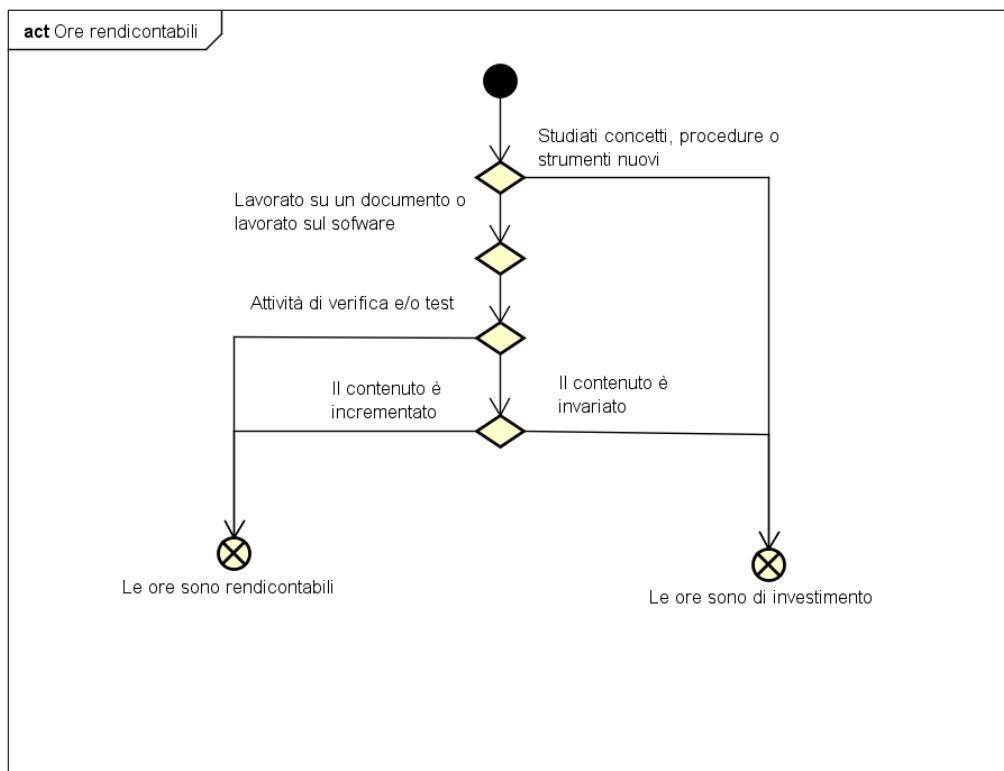 act Ore rendicontabili
Studiati concetti, procedure o
strumenti nuovi
Lavorato su un documento o
lavorato sul sofware
Attività di verifica e/o test
Il contenuto è
incrementato
Il contenuto è
invariato
Le ore sono rendicontabili
Le ore sono di investimento